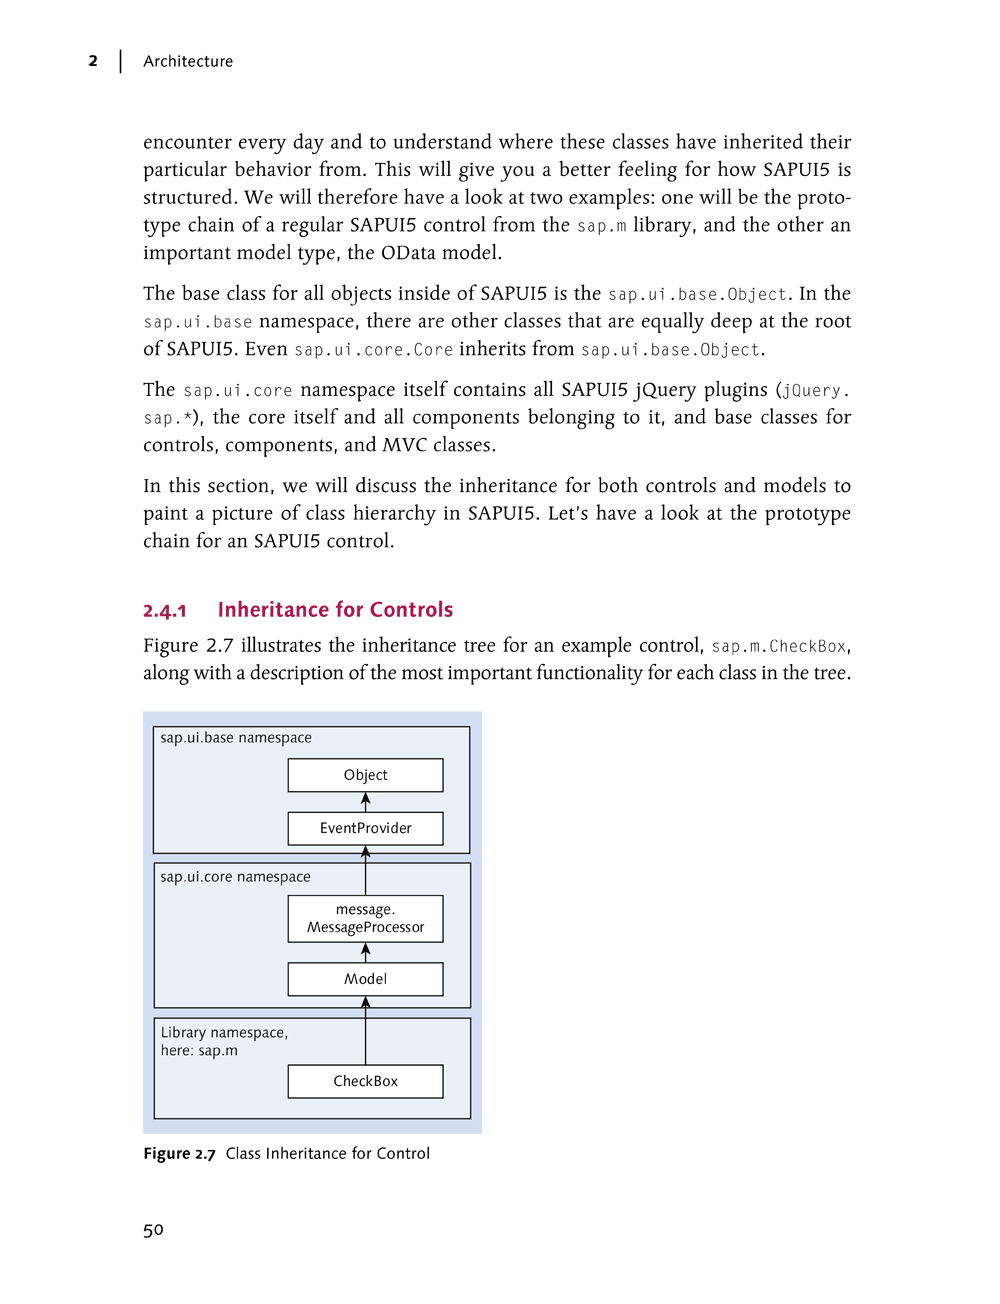 2 Architecture
encounter every day and to understand where these classes have inherited their
particular behavior from. This will give you a better feeling for how SAPUI5 is
structured. We will therefore have a look at two examples: one will be the proto-
type chain of a regular SAPUI5 control from the sap.m library, and the other an
important model type, the OData model.
The base class for all objects inside of SAPUI5 is the sap.ui.base.Object. In the
sap.ui.base namespace, there are other classes that are equally deep at the root
of SAPUI5. Even sap.ui.core.Core inherits from sap.ui.base.Object.
The sap.ui.core namespace itself contains all SAPUI5 jQuery plugins (jQuery.
sap.*), the core itself and all components belonging to it, and base classes for
controls, components, and MVC classes.
In this section, we will discuss the inheritance for both controls and models to
paint a picture of class hierarchy in SAPUI5. Let's have a look at the prototype
chain for an SAPUI5 control.
2.4.1 Inheritance for Controls
Figure 2.7 illustrates the inheritance tree for an example control, sap.m.CheckBox,
along with a description of the most important functionality for each class in the tree.
sap.ui.base namespace
Object
EventProvider
sap.ui.core namespace
message.
MessageProcessor
Model
Library namespace,
here: sap.m
CheckBox
Figure 2.7 Class Inheritance for Control
50